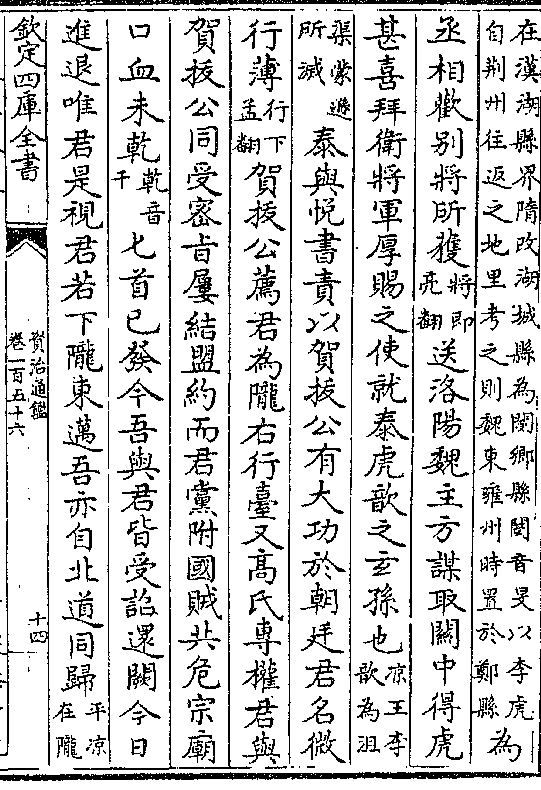 在漢湖縣界隋改湖城縣為閿鄉縣閿音旻以李虎
自荆州往返之地里考之則魏東雍州時置於鄭縣
為
丞相歡别將所獲
將即
亮翻
送洛陽魏主方謀取關中得虎
甚喜拜衛將軍厚賜之使就泰虎歆之玄孫也
凉王李
歆為沮
渠蒙遜
所滅
泰與悦書責以賀拔公有大功於朝廷君名微
行薄
行下
孟翻
賀拔公薦君為隴右行臺又髙氏專權君與
賀拔公同受密旨屢結盟約而君黨附國賊共危宗廟
口血未乾
乾音
干
匕首已發今吾與君皆受詔還闕今日
進退唯君是視君若下隴東邁吾亦自北道同歸
平凉
在隴
欽定四庫全書
資治通鑑
卷一百五十六
十四